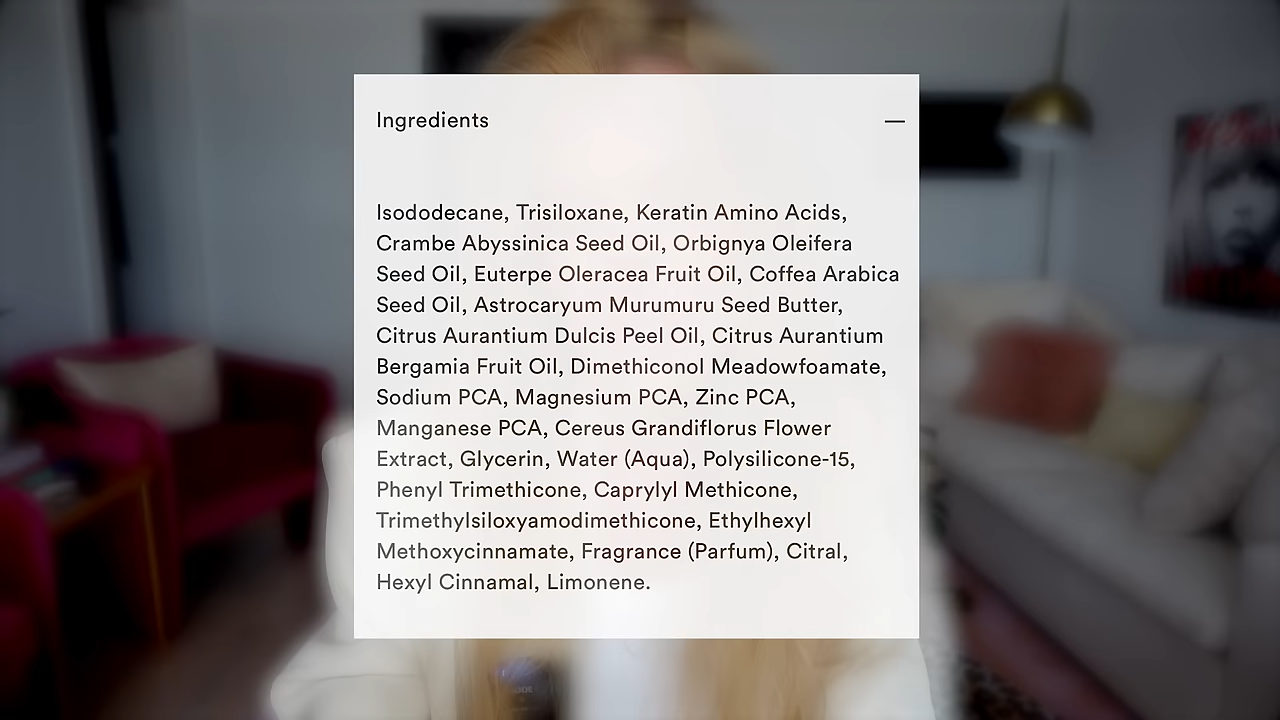 Ingredients
Isododecane, Trisiloxane, Keratin Amino Acids,
Crambe Abyssinica Seed Oil, Orbignya Oleifera
Seed Oil, Euterpe Oleracea Fruit Oil, Coffea Arabica
Seed Oil, Astrocaryum Murumuru Seed Butter,
Citrus Aurantium Dulcis Peel Oil, Citrus Aurantium
Bergamia Fruit Oil, Dimethiconol Meadowfoamate,
Sodium PCA, Magnesium PCA, Zinc PCA,
Manganese PCA, Cereus Grandiflorus Flower
Extract, Glycerin, Water (Aqua), Polysilicone-15,
Phenyl Trimethicone, Caprylyl Methicone,
Trimethylsiloxyamodimethicone, Ethylhexyl
Methoxycinnamate, Fragrance (Parfum), Citral,
Hexyl Cinnamal, Limonene.